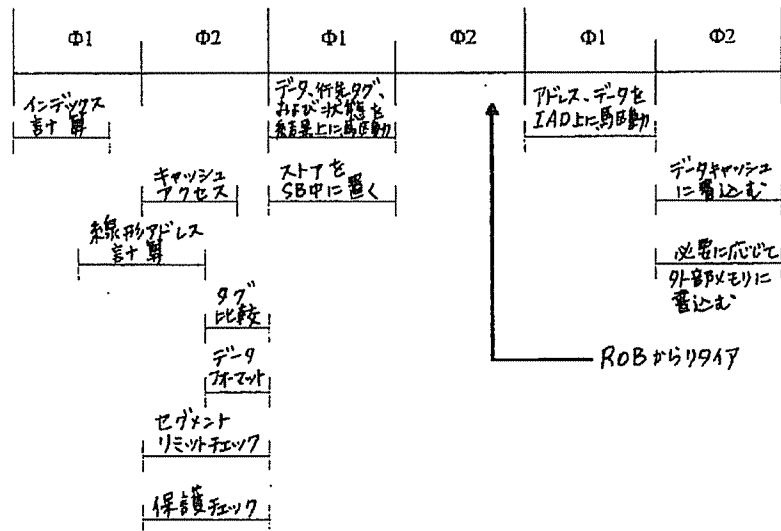 Φ1 Φ2 Φ1 Φ2 Φ1 Φ2
インデックス
計算
データ、行先タグ、
および状態を
結果上に駆動
アドレス、データを
IAD上に駆動
キャッシュ
アクセス
ストアを
SB中に置く
データキャッシュ
に書込む
線形アドレス
計算
必要に応じて
外部メモリに
書込む
タグ
比較
データ
フォーマット
ROBからリタイア
セグメント
リミットチェック
保護チェック